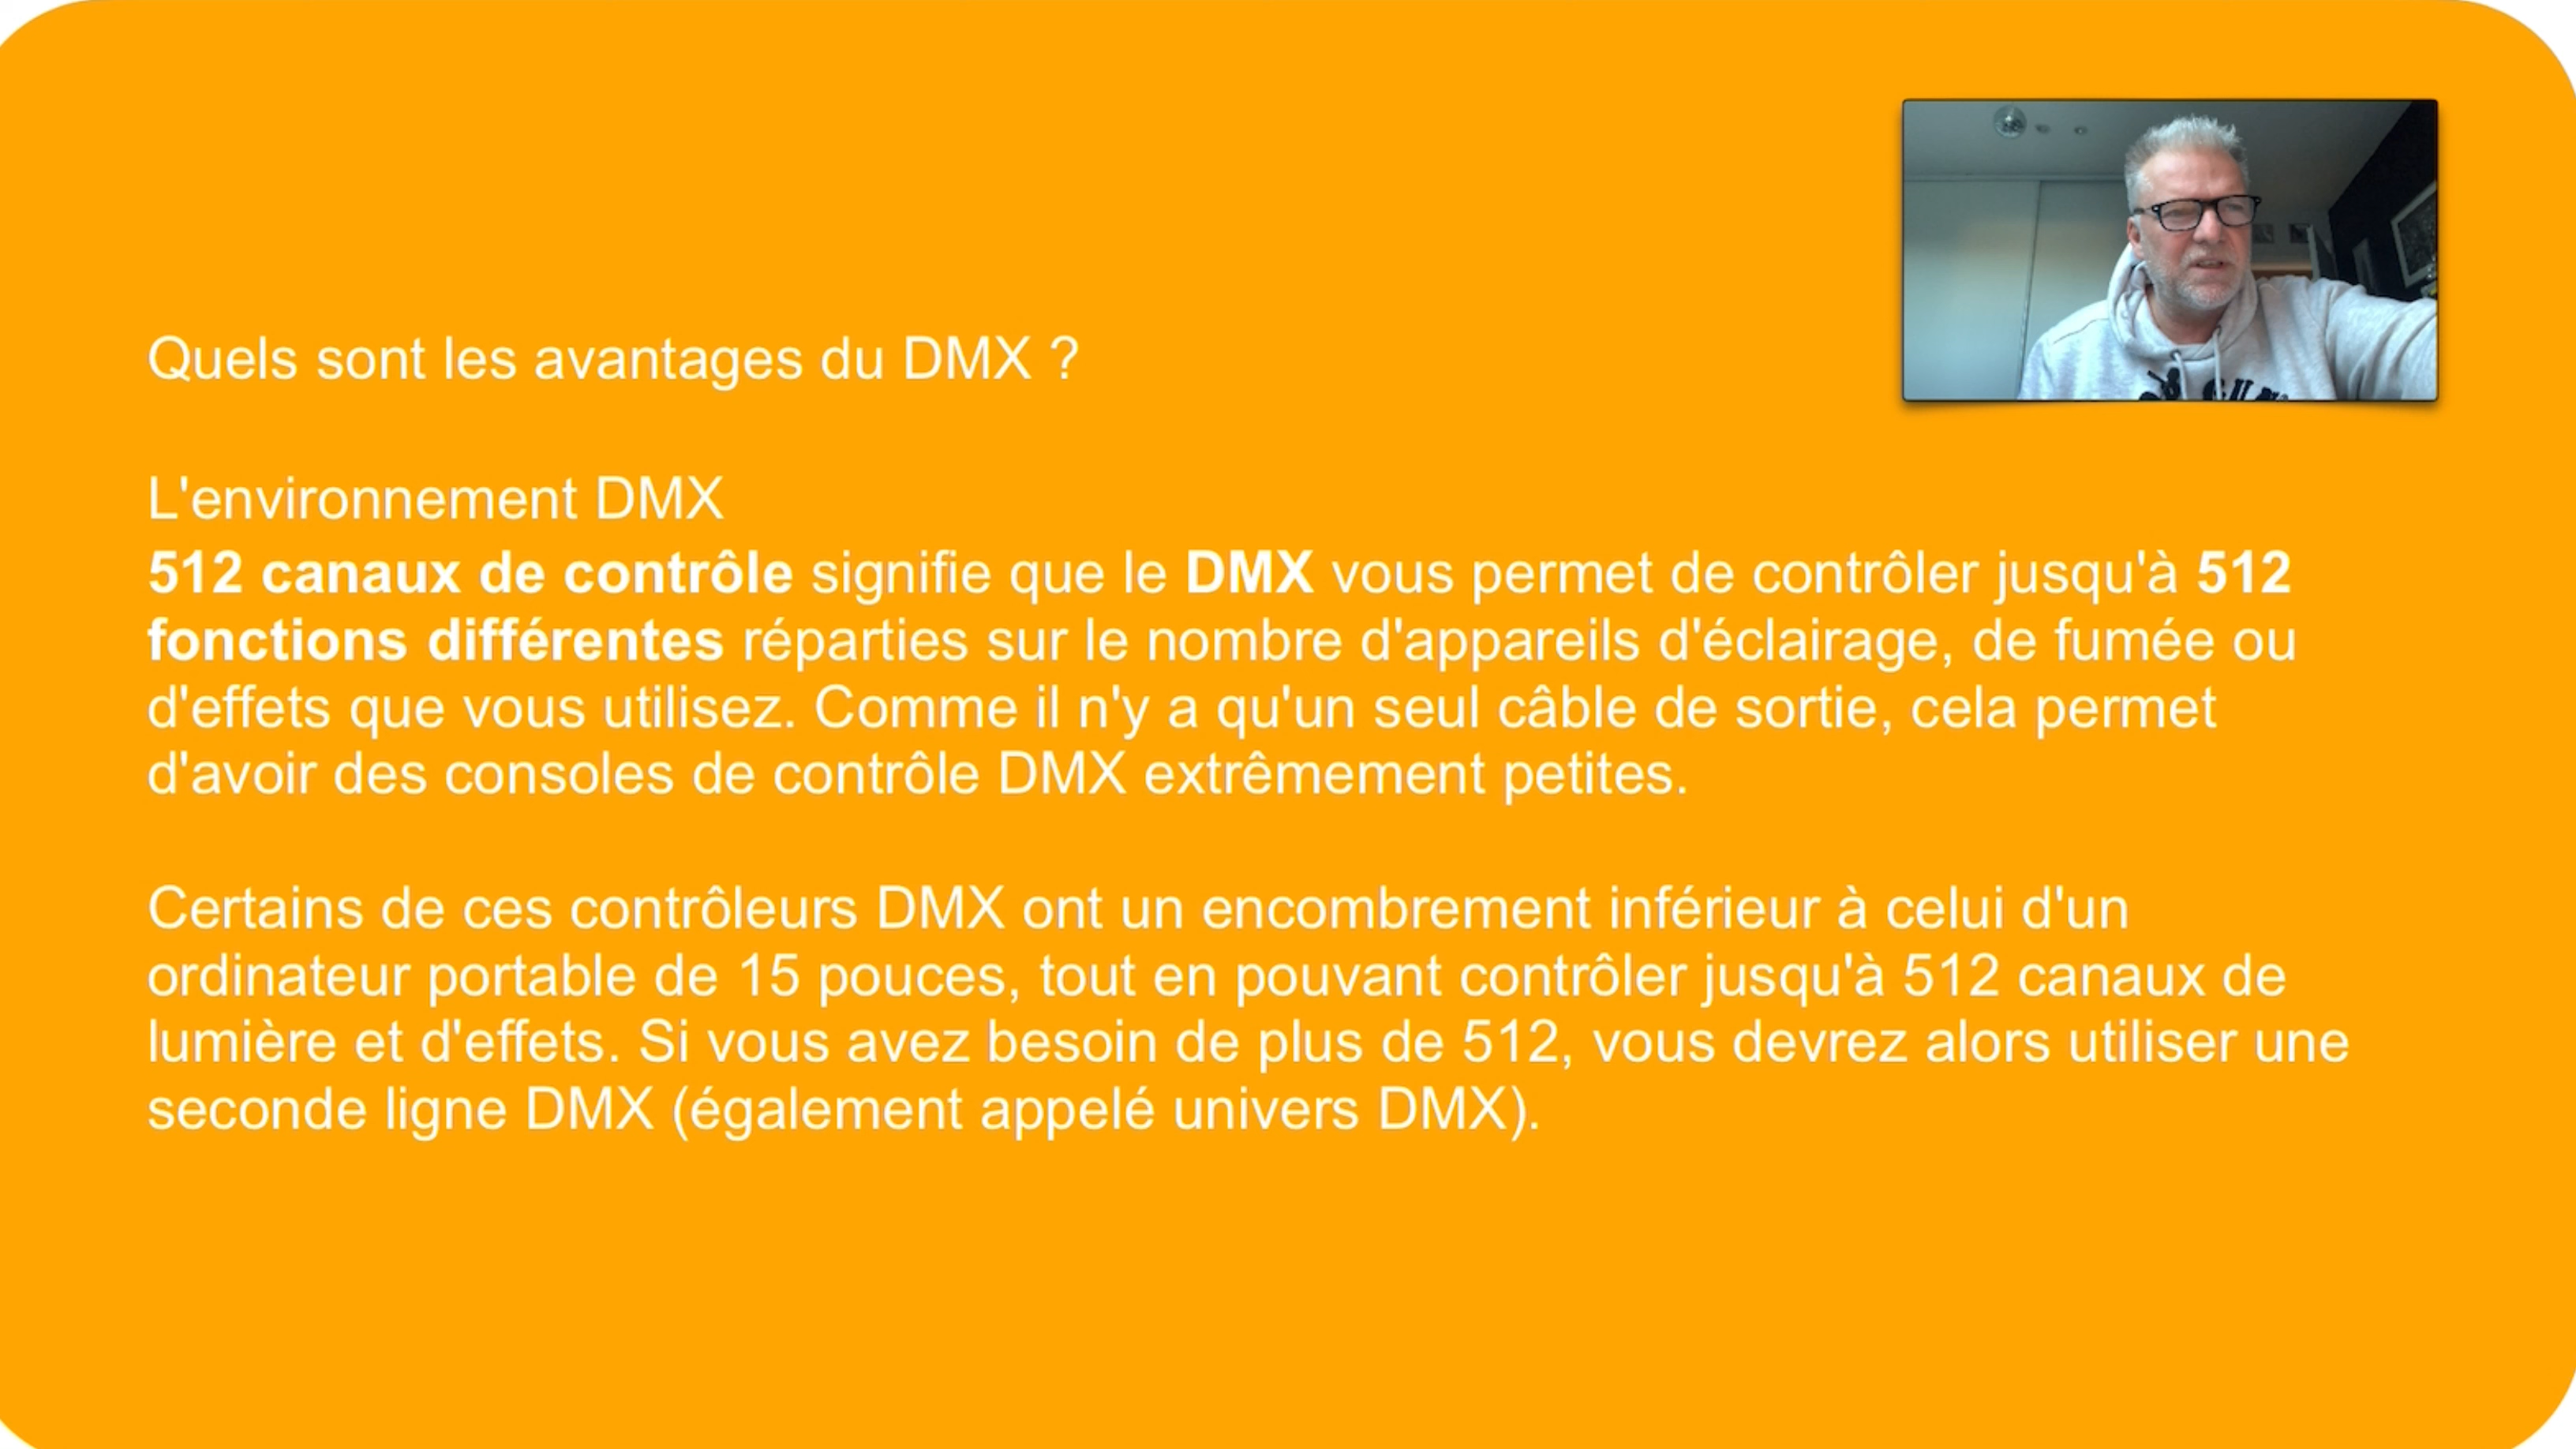 Quels sont les avantages du DMX ?
L'environnement DMX
512 canaux de contrôle signifie que le DMX vous permet de contrôler jusqu'à 512
fonctions différentes réparties sur le nombre d'appareils d'éclairage, de fumée ou
d'effets que vous utilisez. Comme il n'y a qu'un seul câble de sortie, cela permet
d'avoir des consoles de contrôle DMX extrêmement petites.
Certains de ces contrôleurs DMX ont un encombrement inférieur à celui d'un
ordinateur portable de 15 pouces, tout en pouvant contrôler jusqu'à 512 canaux de
lumière et d'effets. Si vous avez besoin de plus de 512, vous devrez alors utiliser une
seconde ligne DMX (également appelé univers DMX).